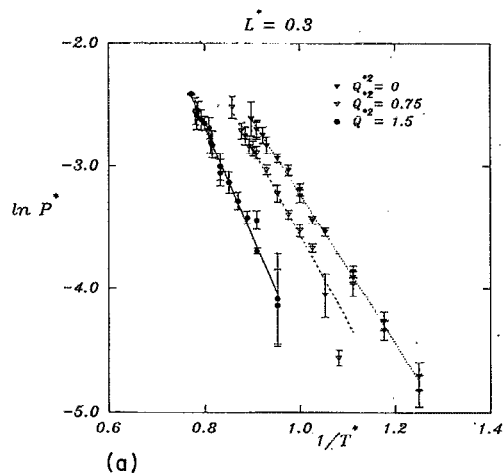 L* = 0.3
-2.0
Q*2 = 0
Q*2 = 0.75
Q*2 = 1.5
-3.0
ln P*
-4.0
-5.0
0.6 0.8 1.0 1.2 1.4
1/T*
(a)